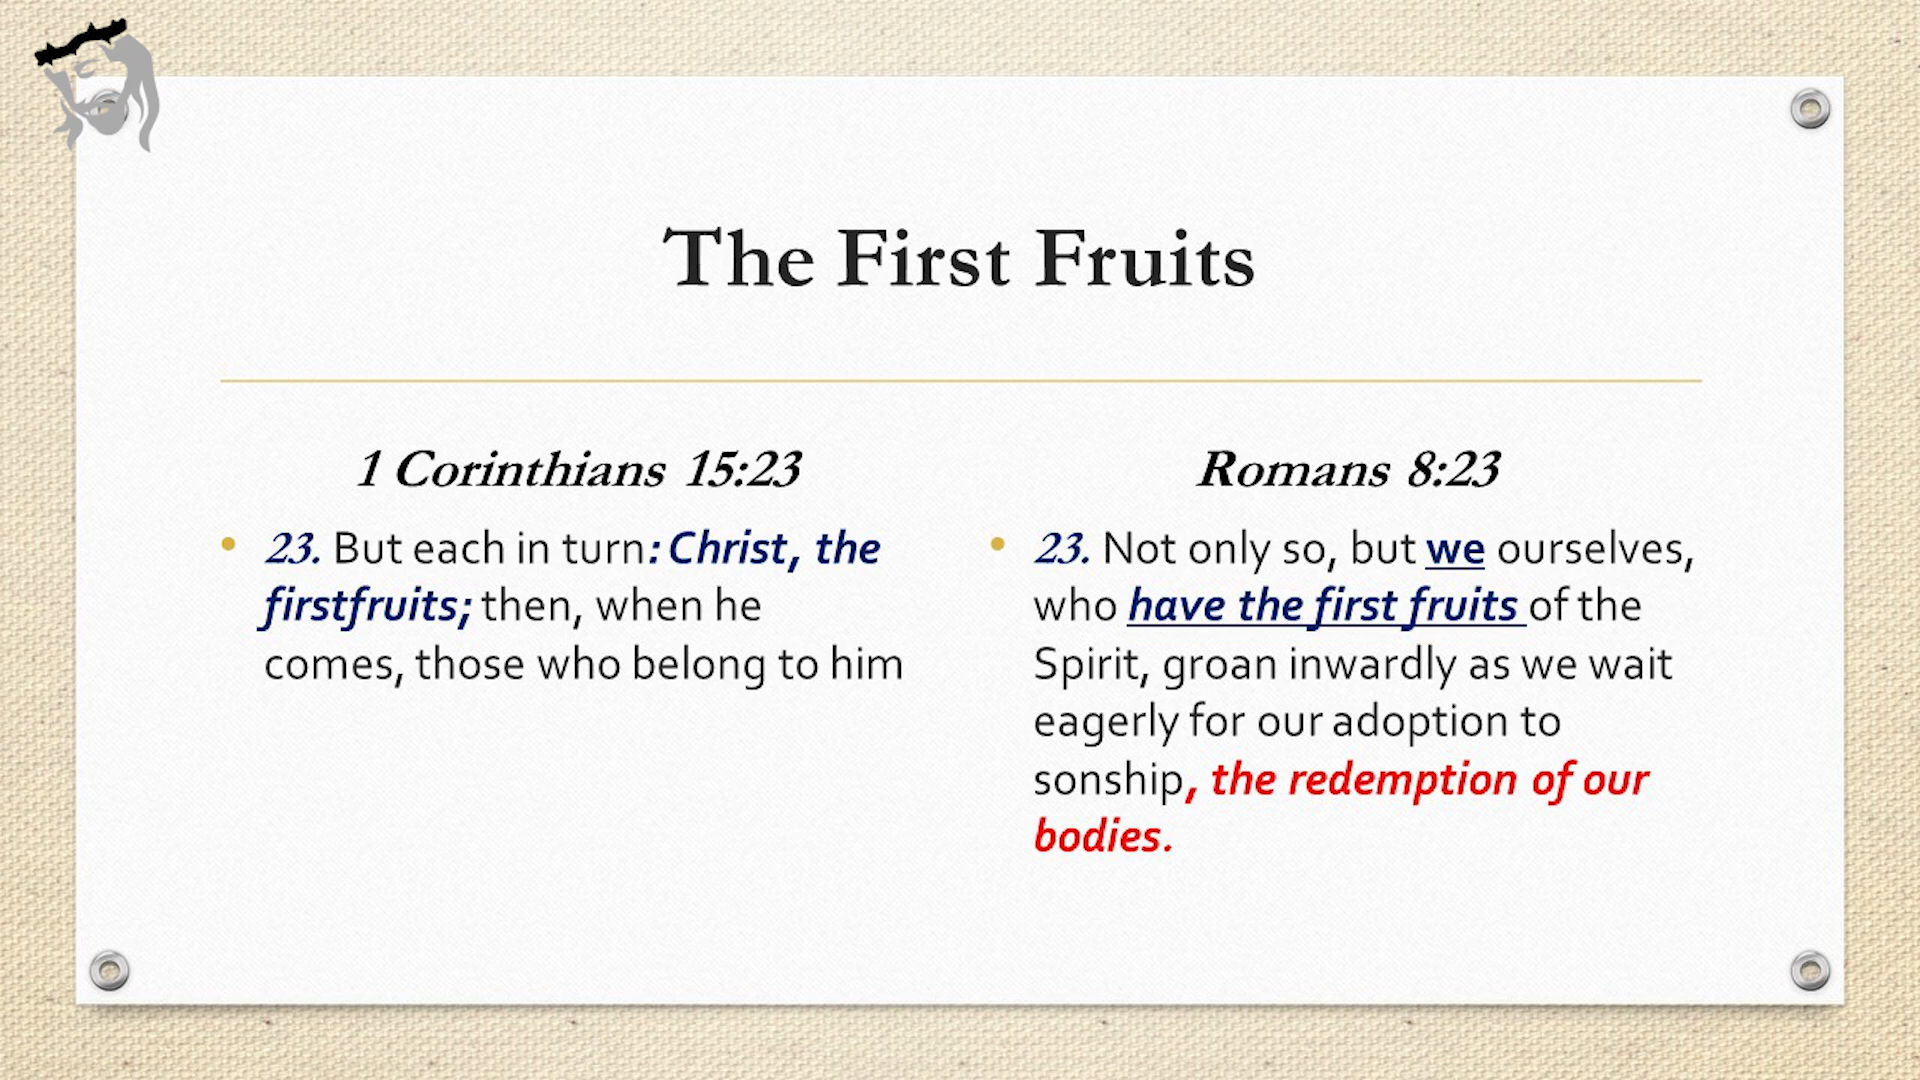 The First Fruits
1 Corinthians 15:23
• 23. But each in turn: Christ, the
firstfruits; then, when he
comes, those who belong to him
Romans 8:23
• 23. Not only so, but we ourselves,
who have the first fruits of the
Spirit, groan inwardly as we wait
eagerly for our adoption to
sonship, the redemption of our
bodies.